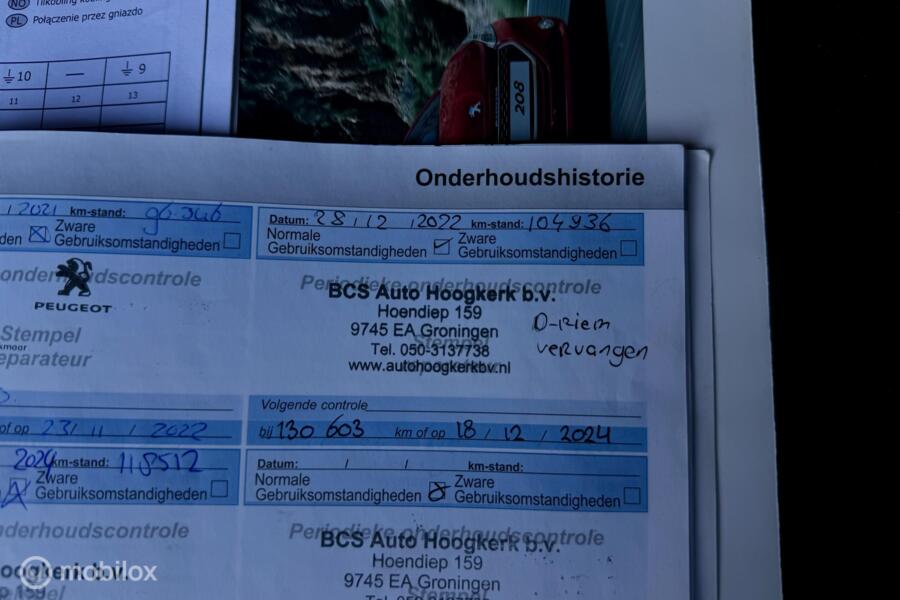 NO Tilkobling
PL Połączenie przez gniazdo
10 — 9
11 12 13
208
Onderhoudshistorie
2021 km-stand:
Zware
Gebruiksomstandigheden
Datum: 28/12/2022 km-stand: 104936
Normale Zware
Gebruiksomstandigheden Gebruiksomstandigheden
PEUGEOT
Stempel
Periodieke onderhoudscontrole
BCS Auto Hoogkerk b.v.
Hoendiep 159
9745 EA Groningen
Tel. 050-3137738
www.autohoogkerkbv.nl
D-riem
vervangen
of op 23/11/2022
Volgende controle
bij 130 603 km of op 18/12/2024
2024 km-stand: 118512
Zware
Gebruiksomstandigheden
Datum: / / km-stand:
Normale Zware
Gebruiksomstandigheden Gebruiksomstandigheden
Periodieke onderhoudscontrole
BCS Auto Hoogkerk b.v.
Hoendiep 159
9745 EA Groningen
mobilox